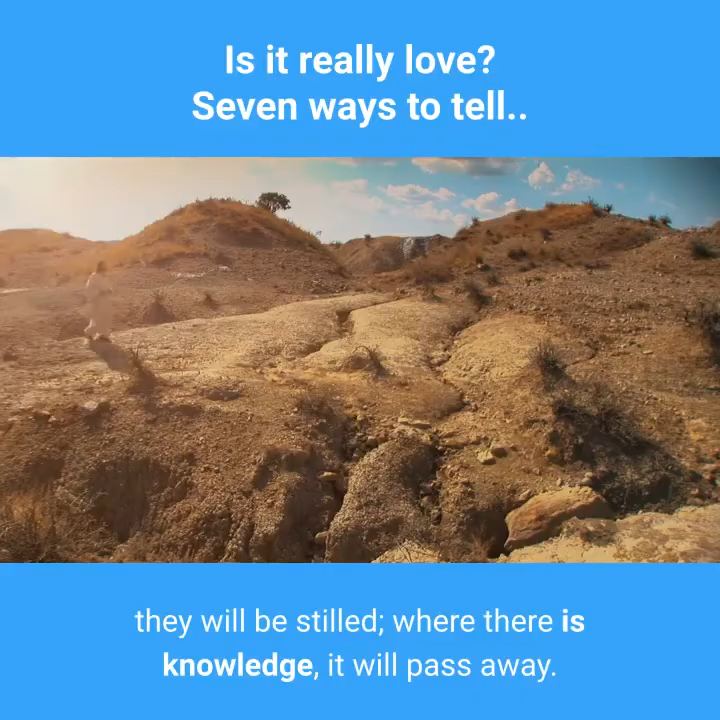 Is it really love?
Seven ways to tell..
they will be stilled; where there is
knowledge, it will pass away.